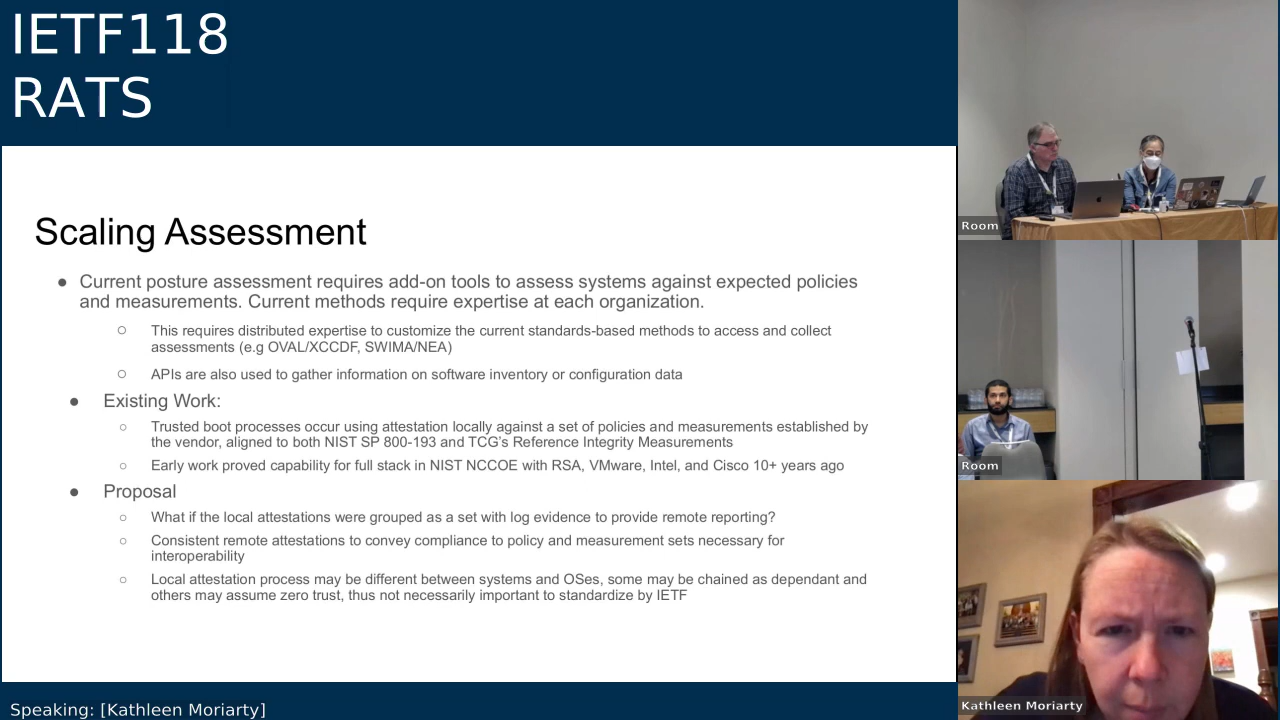 IETF118
RATS
Scaling Assessment
● Current posture assessment requires add-on tools to assess systems against expected policies
and measurements. Current methods require expertise at each organization.
○ This requires distributed expertise to customize the current standards-based methods to access and collect
assessments (e.g OVAL/XCCDF, SWIMA/NEA)
○ APIs are also used to gather information on software inventory or configuration data
● Existing Work:
○ Trusted boot processes occur using attestation locally against a set of policies and measurements established by
the vendor, aligned to both NIST SP 800-193 and TCG's Reference Integrity Measurements
○ Early work proved capability for full stack in NIST NCCOE with RSA, VMware, Intel, and Cisco 10+ years ago
● Proposal
○ What if the local attestations were grouped as a set with log evidence to provide remote reporting?
○ Consistent remote attestations to convey compliance to policy and measurement sets necessary for
interoperability
○ Local attestation process may be different between systems and OSes, some may be chained as dependant and
others may assume zero trust, thus not necessarily important to standardize by IETF
Speaking: [Kathleen Moriarty]
Room
Room
Kathleen Moriarty